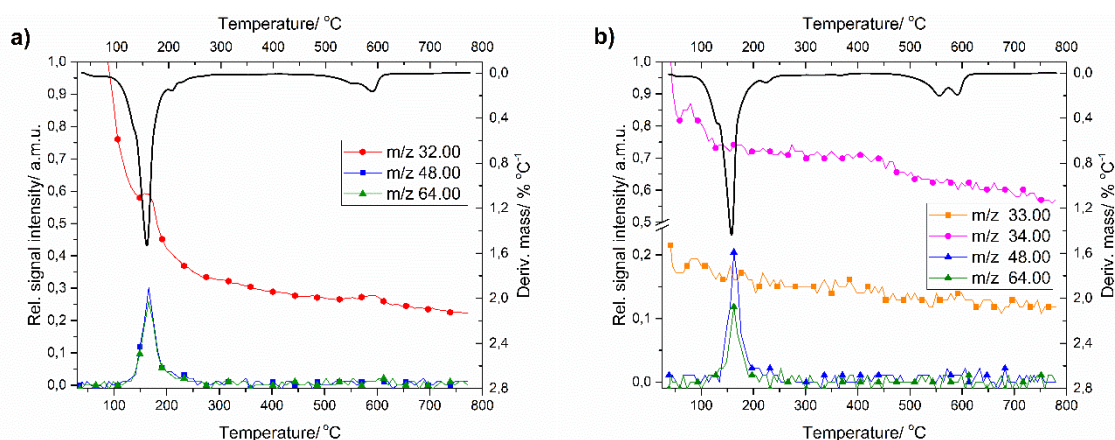 a)
Temperature/ °C
100 200 300 400 500 600 700 800
1,0
0,9
0,8
0,7
0,6
0,5
0,4
0,3
0,2
0,1
0,0
Rel. signal intensity/ a.m.u.
m/z 32.00
m/z 48.00
m/z 64.00
0,0
0,4
0,8
1,2
1,6
2,0
2,4
2,8
Deriv. mass/ % °C⁻¹
100 200 300 400 500 600 700 800
Temperature/ °C
b)
Temperature/ °C
100 200 300 400 500 600 700 800
1,0
0,9
0,8
0,7
0,6
0,5
0,2
0,1
0,0
Rel. signal intensity/ a.m.u.
m/z 33.00
m/z 34.00
m/z 48.00
m/z 64.00
0,0
0,4
0,8
1,2
1,6
2,0
2,4
2,8
Deriv. mass/ % °C⁻¹
100 200 300 400 500 600 700 800
Temperature/ °C